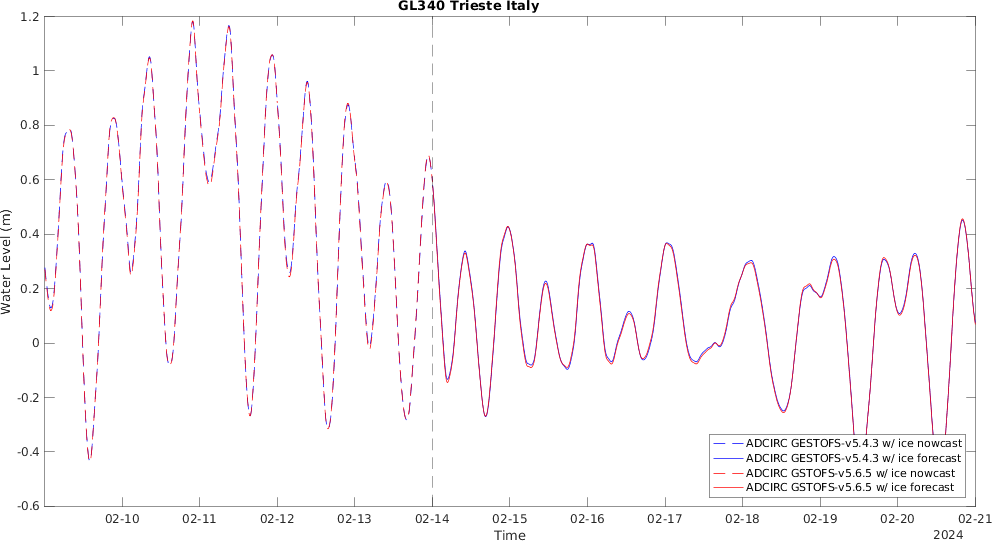 GL340 Trieste Italy
1.2
1
0.8
0.6
0.4
0.2
0
-0.2
-0.4
-0.6
Water Level (m)
ADCIRC GESTOFS-v5.4.3 w/ ice nowcast
ADCIRC GESTOFS-v5.4.3 w/ ice forecast
ADCIRC GSTOFS-v5.6.5 w/ ice nowcast
ADCIRC GSTOFS-v5.6.5 w/ ice forecast
02-10 02-11 02-12 02-13 02-14 02-15 02-16 02-17 02-18 02-19 02-20 02-21
Time
2024